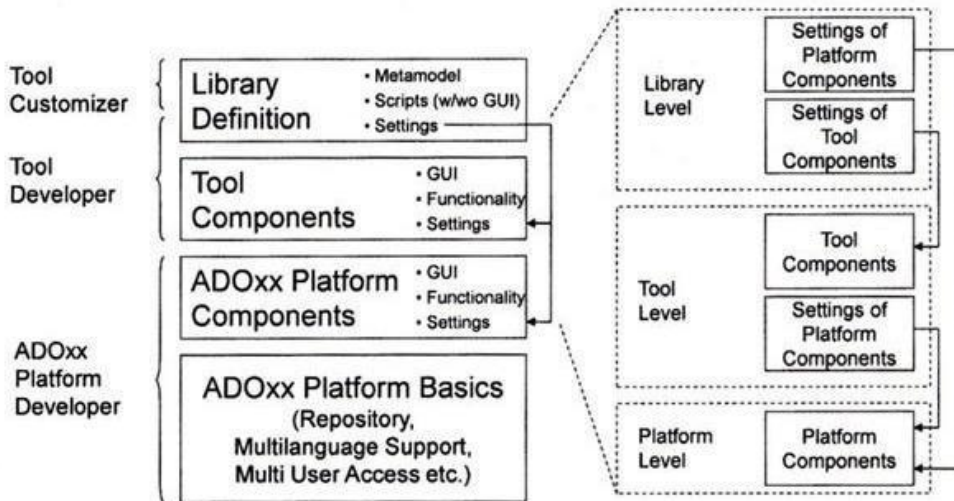 Tool
Customizer
Library
Definition
• Metamodel
• Scripts (w/wo GUI)
• Settings
Tool
Developer
Tool
Components
• GUI
• Functionality
• Settings
ADOxx
Platform
Developer
ADOxx Platform
Components
• GUI
• Functionality
• Settings
ADOxx Platform Basics
(Repository,
Multilanguage Support,
Multi User Access etc.)
Library
Level
Settings of
Platform
Components
Settings of
Tool
Components
Tool
Level
Tool
Components
Settings of
Platform
Components
Platform
Level
Platform
Components